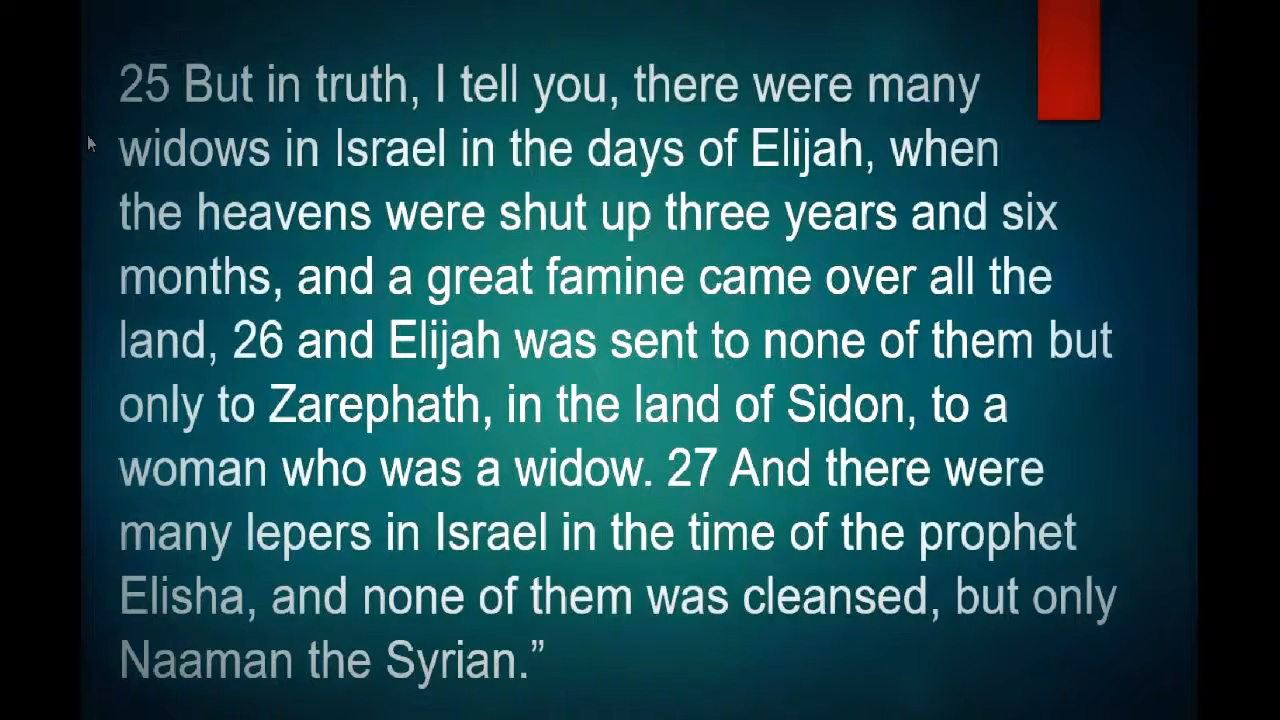 25 But in truth, I tell you, there were many
widows in Israel in the days of Elijah, when
the heavens were shut up three years and six
months, and a great famine came over all the
land, 26 and Elijah was sent to none of them but
only to Zarephath, in the land of Sidon, to a
woman who was a widow. 27 And there were
many lepers in Israel in the time of the prophet
Elisha, and none of them was cleansed, but only
Naaman the Syrian.”